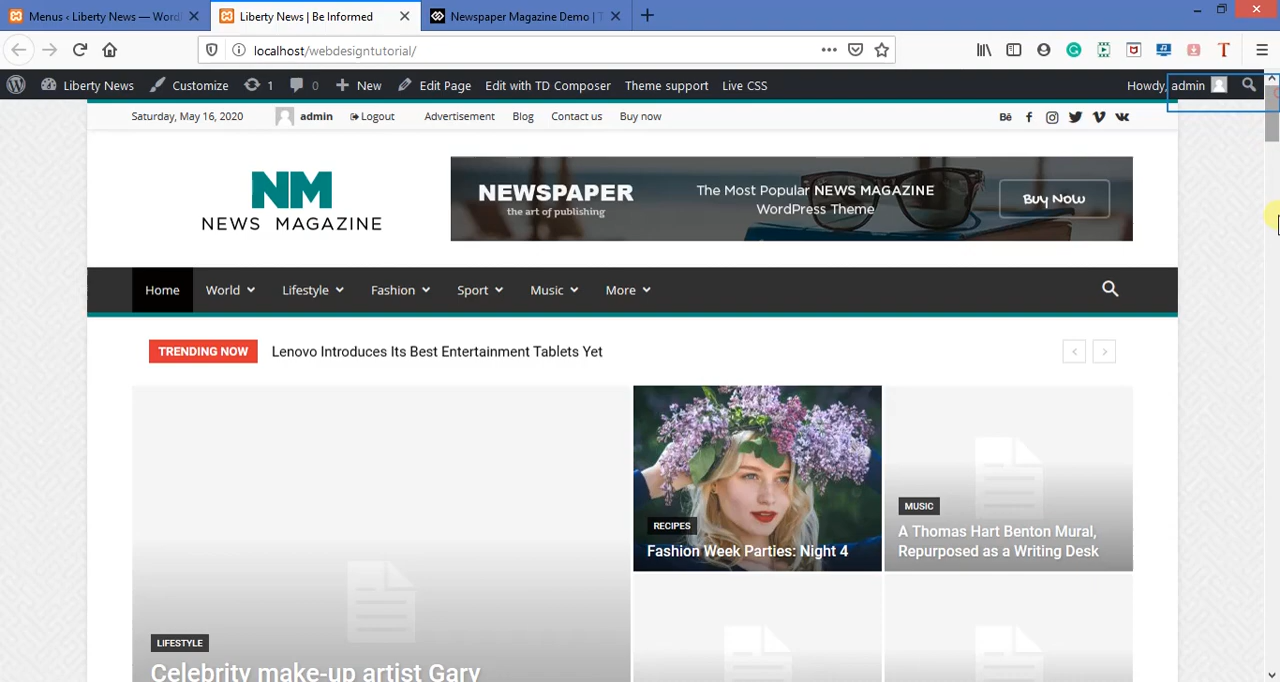 Menus ‹ Liberty News — Word
Liberty News | Be Informed
Newspaper Magazine Demo | T
localhost/webdesigntutorial/
Liberty News
Customize
1
0
New
Edit Page
Edit with TD Composer
Theme support
Live CSS
Howdy, admin
Saturday, May 16, 2020
admin
Logout
Advertisement
Blog
Contact us
Buy now
NM
NEWS MAGAZINE
NEWSPAPER
the art of publishing
The Most Popular NEWS MAGAZINE
WordPress Theme
Buy Now
Home
World
Lifestyle
Fashion
Sport
Music
More
TRENDING NOW
Lenovo Introduces Its Best Entertainment Tablets Yet
RECIPES
Fashion Week Parties: Night 4
MUSIC
A Thomas Hart Benton Mural,
Repurposed as a Writing Desk
LIFESTYLE
Celebrity make-up artist Gary